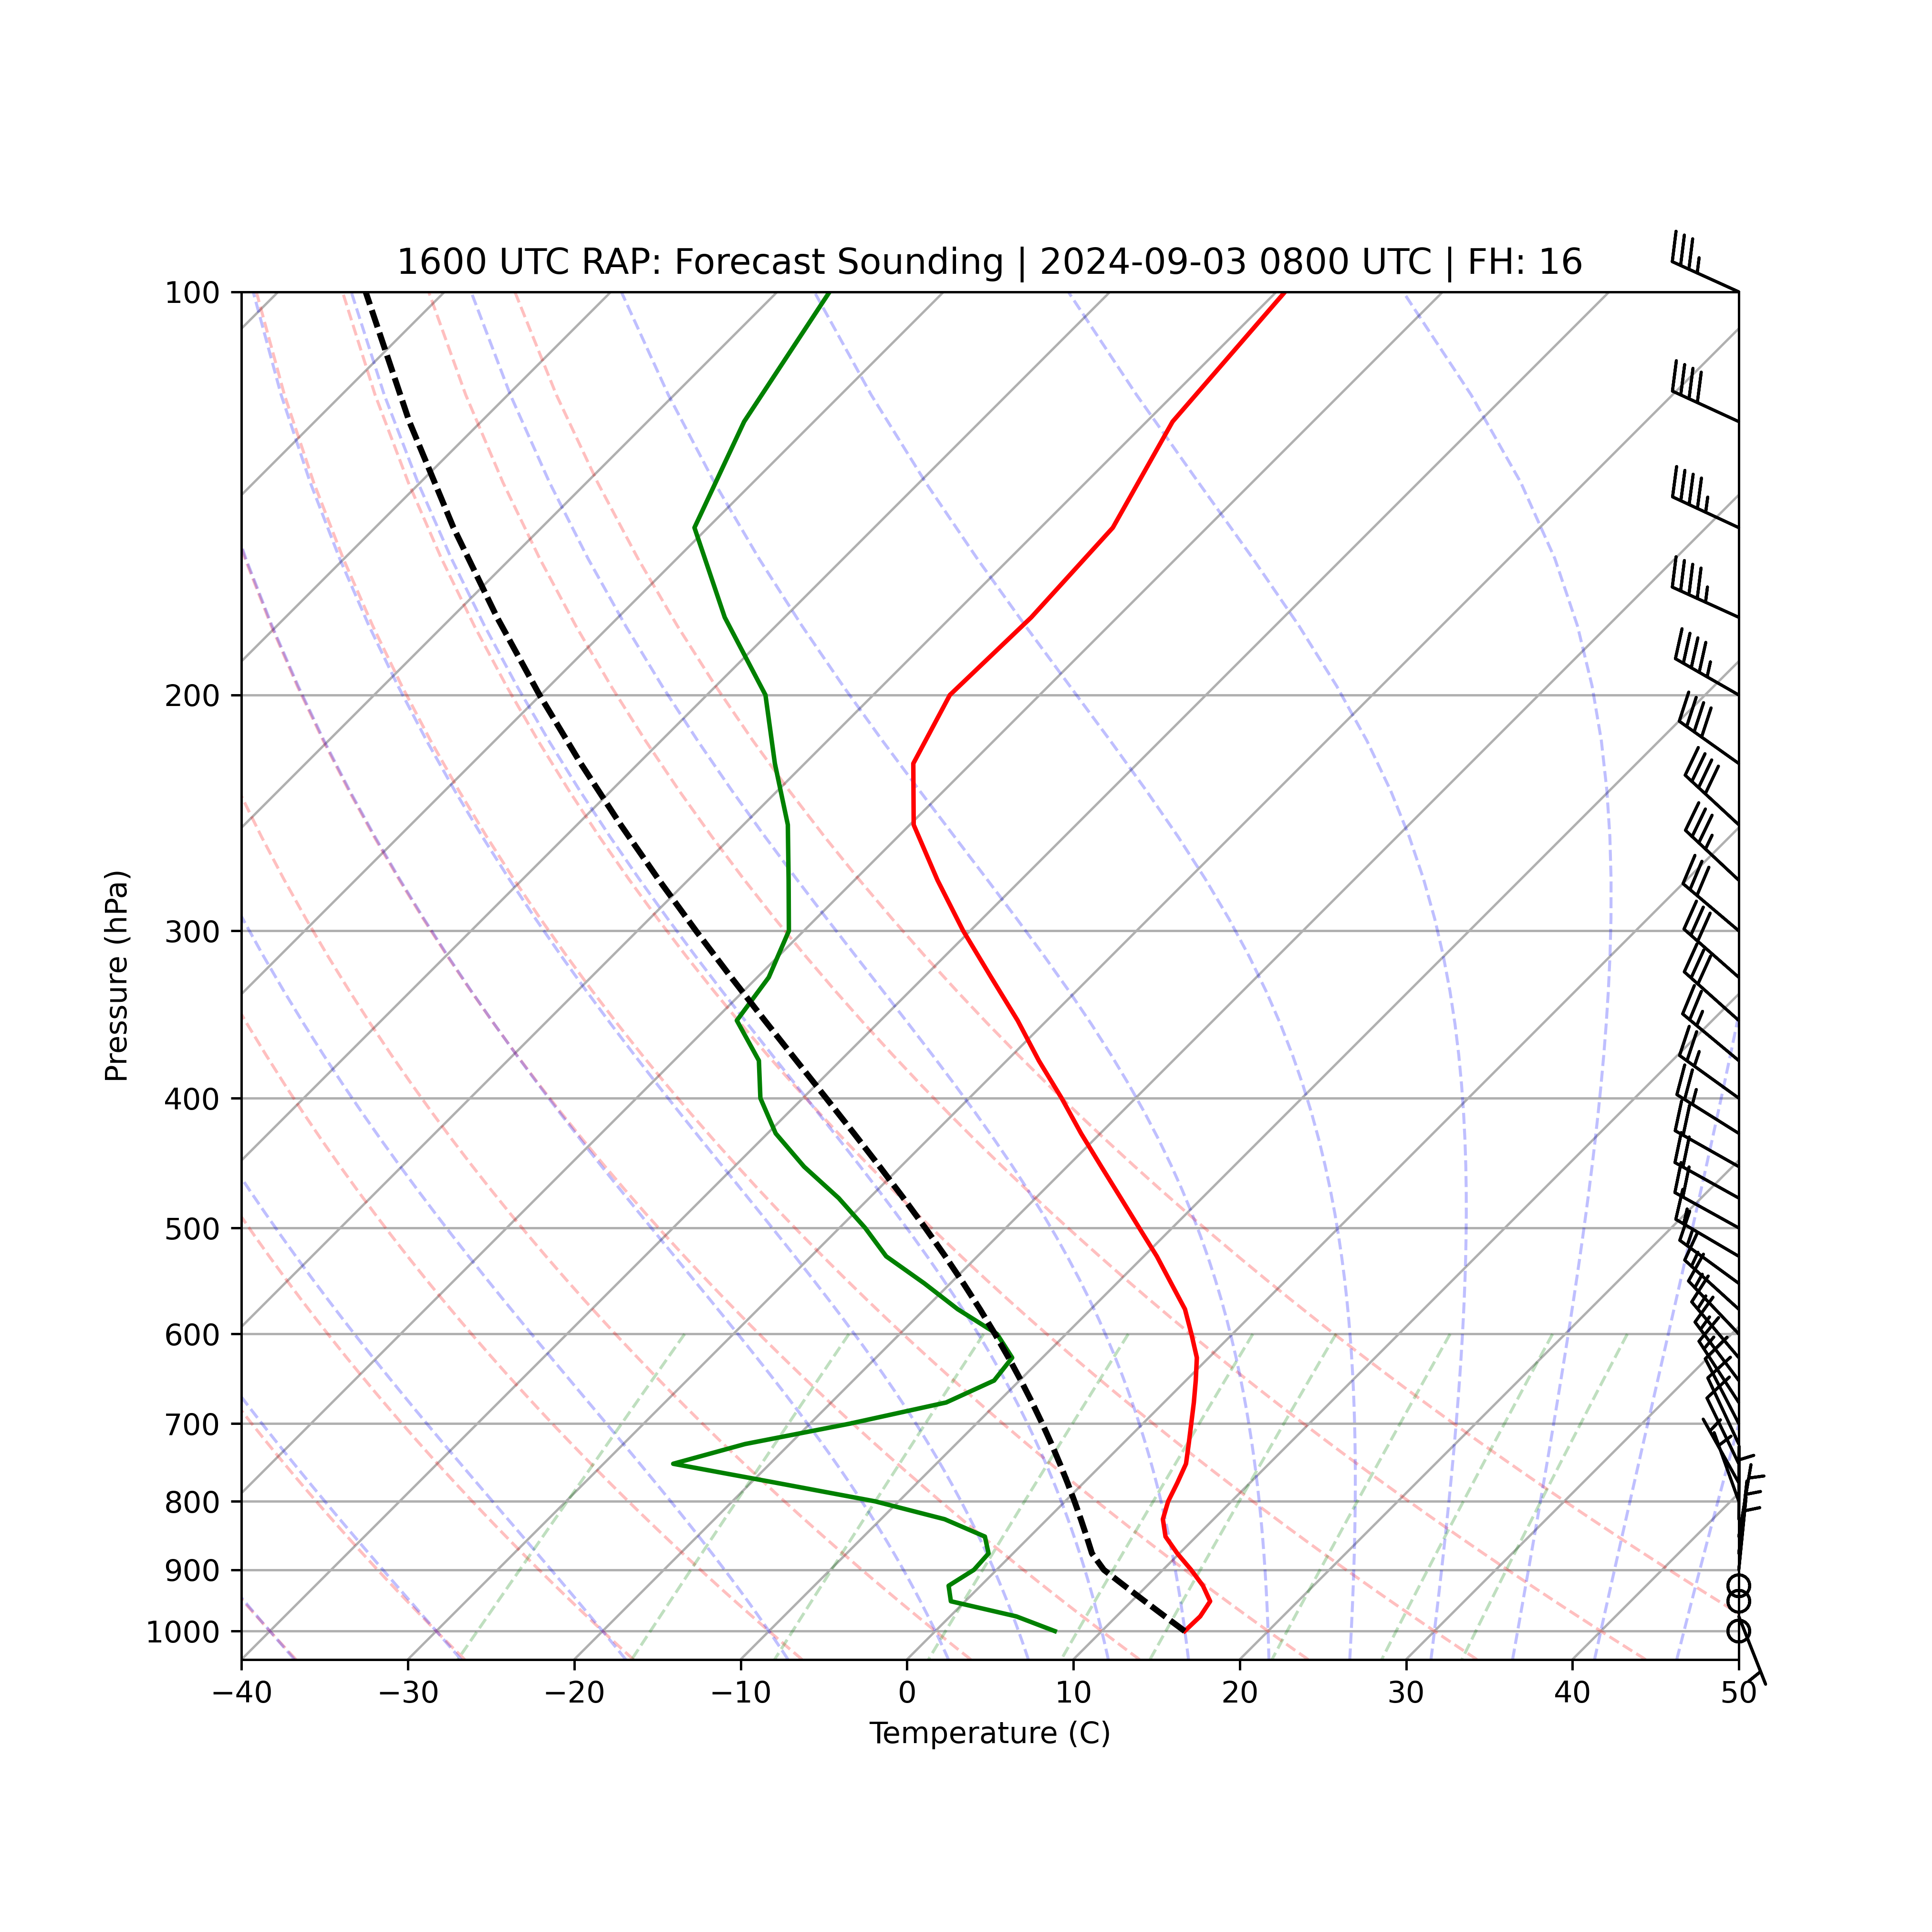 1600 UTC RAP: Forecast Sounding | 2024-09-03 0800 UTC | FH: 16
100
200
300
400
500
600
700
800
900
1000
Pressure (hPa)
−40 −30 −20 −10 0 10 20 30 40 50
Temperature (C)